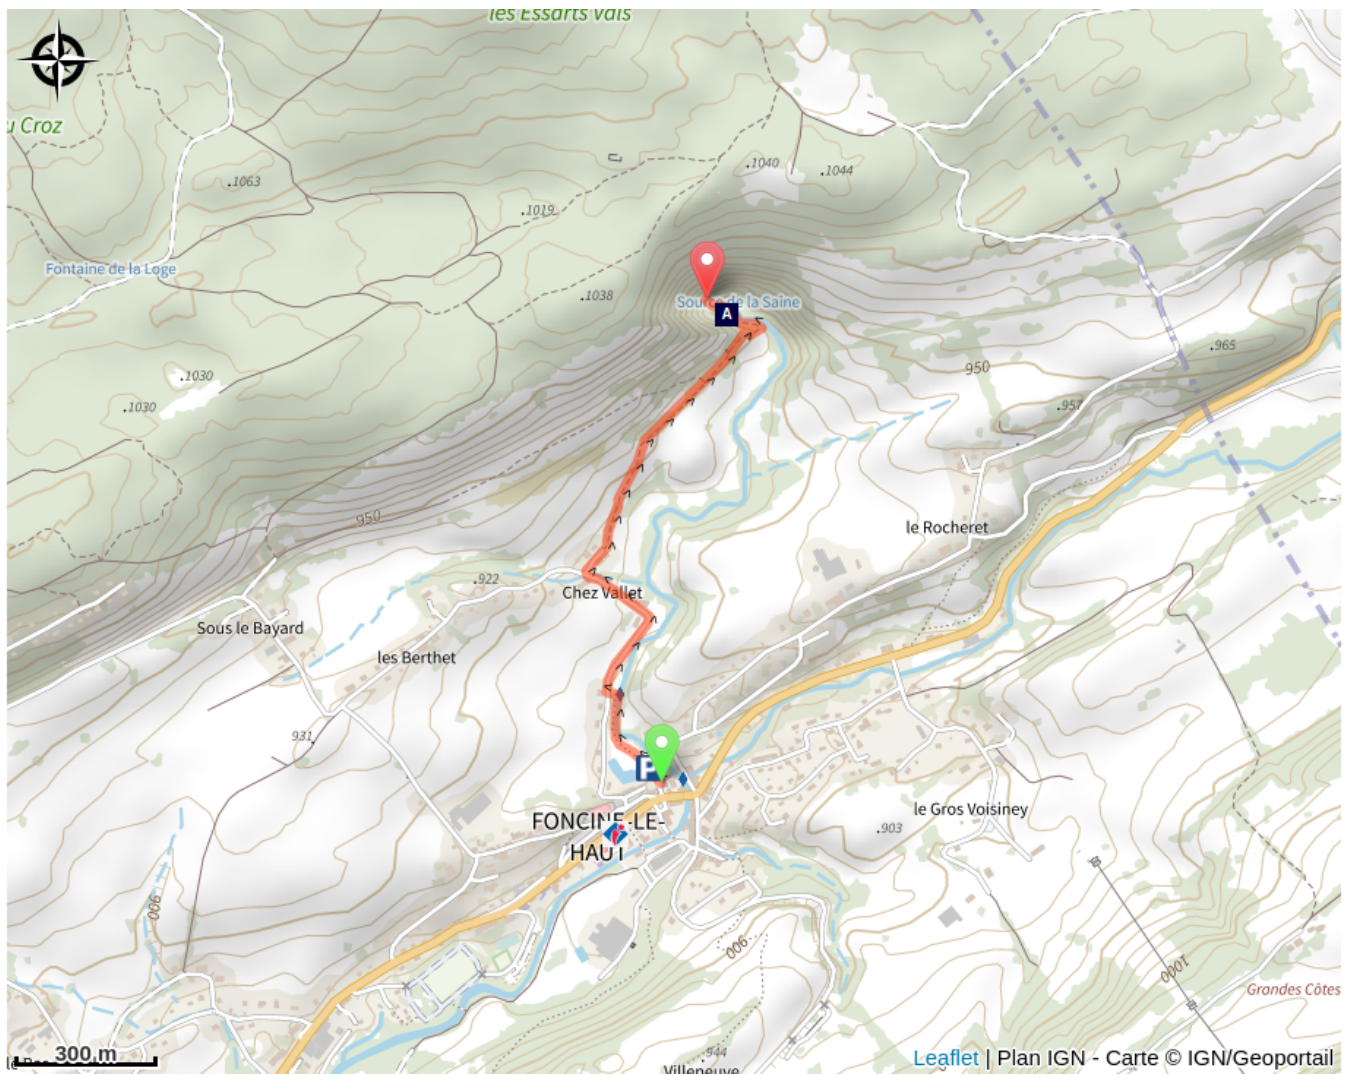 les Essarts Vals
u Croz
.1040
.1044
.1063
.1019
Fontaine de la Loge
.1038
Source de la Saine
A
.965
950
.1030
.1030
.957
950
le Rocheret
.922
Chez Vallet
Sous le Bayard
les Berthet
931.
P
le Gros Voisiney
FONCINE-LE-
HAUT
.903
900
900
1000
Grandes Côtes
300 m
.944
Villeneuve
Leaflet | Plan IGN - Carte © IGN/Geoportail